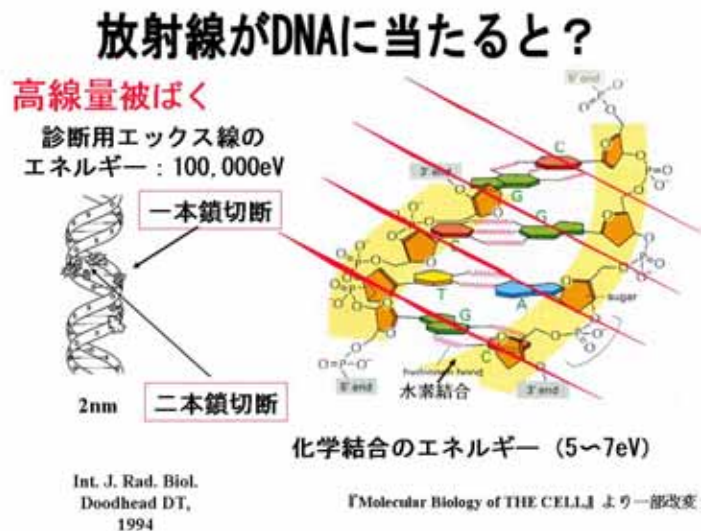 放射線がDNAに当たると？
高線量被ばく
診断用エックス線の
エネルギー：100,000eV
一本鎖切断
二本鎖切断
2nm
Int. J. Rad. Biol.
Doodhead DT,
1994
5' end
3' end
C
G
G
T
A
G
C
sugar
hydrogen bond
水素結合
5' end
3' end
化学結合のエネルギー (5〜7eV)
『Molecular Biology of THE CELL』より一部改変